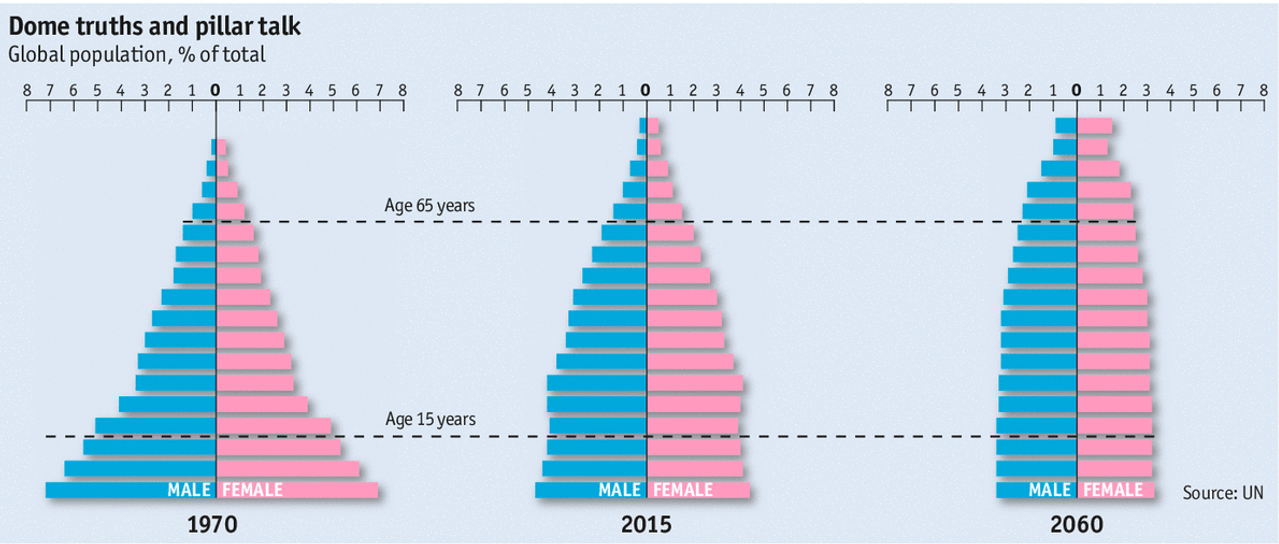 Dome truths and pillar talk
Global population, % of total
8 7 6 5 4 3 2 1 0 1 2 3 4 5 6 7 8
8 7 6 5 4 3 2 1 0 1 2 3 4 5 6 7 8
8 7 6 5 4 3 2 1 0 1 2 3 4 5 6 7 8
Age 65 years
Age 15 years
MALE FEMALE
MALE FEMALE
MALE FEMALE
Source: UN
1970
2015
2060